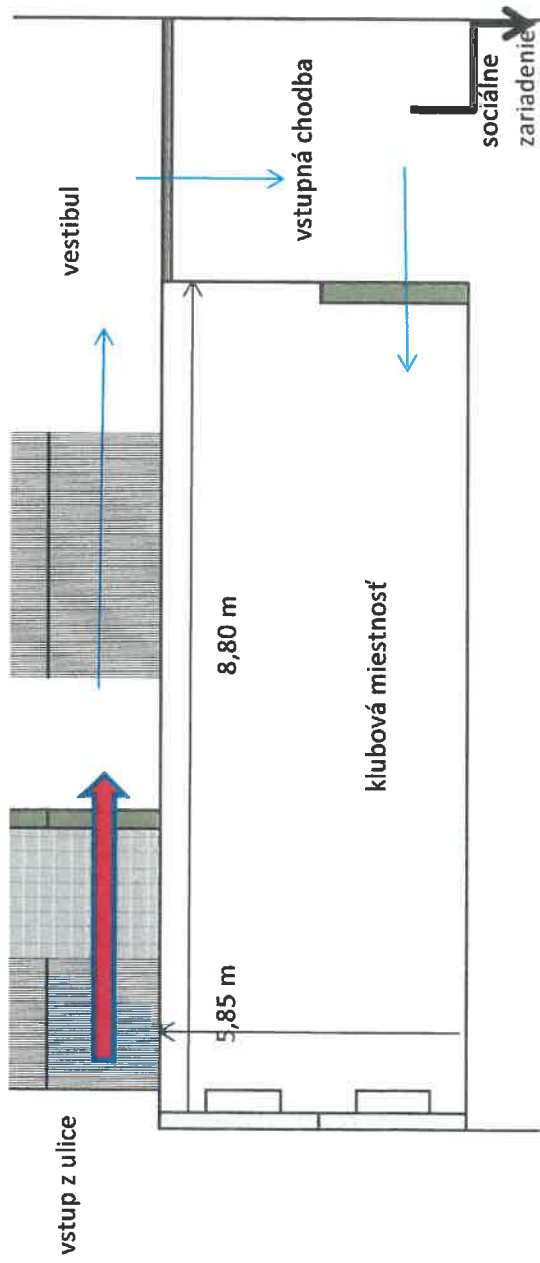 vstup z ulice
vestibul
vstupná chodba
sociálne
zariadenie
5,85 m
8,80 m
klubová miestnosť